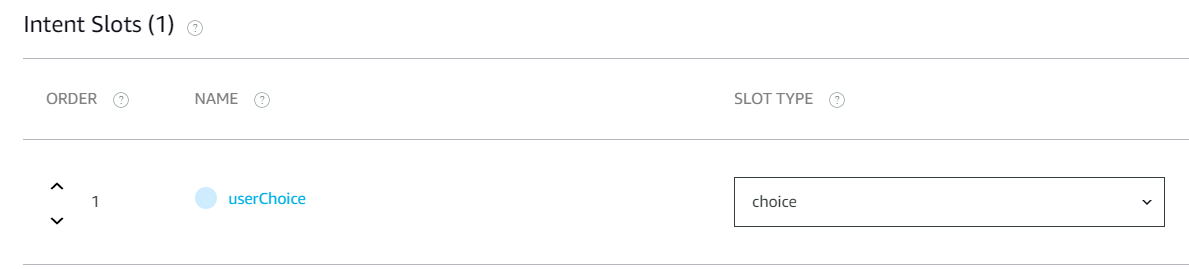 Intent Slots (1) ?
ORDER ? NAME ? SLOT TYPE ?
1 userChoice choice